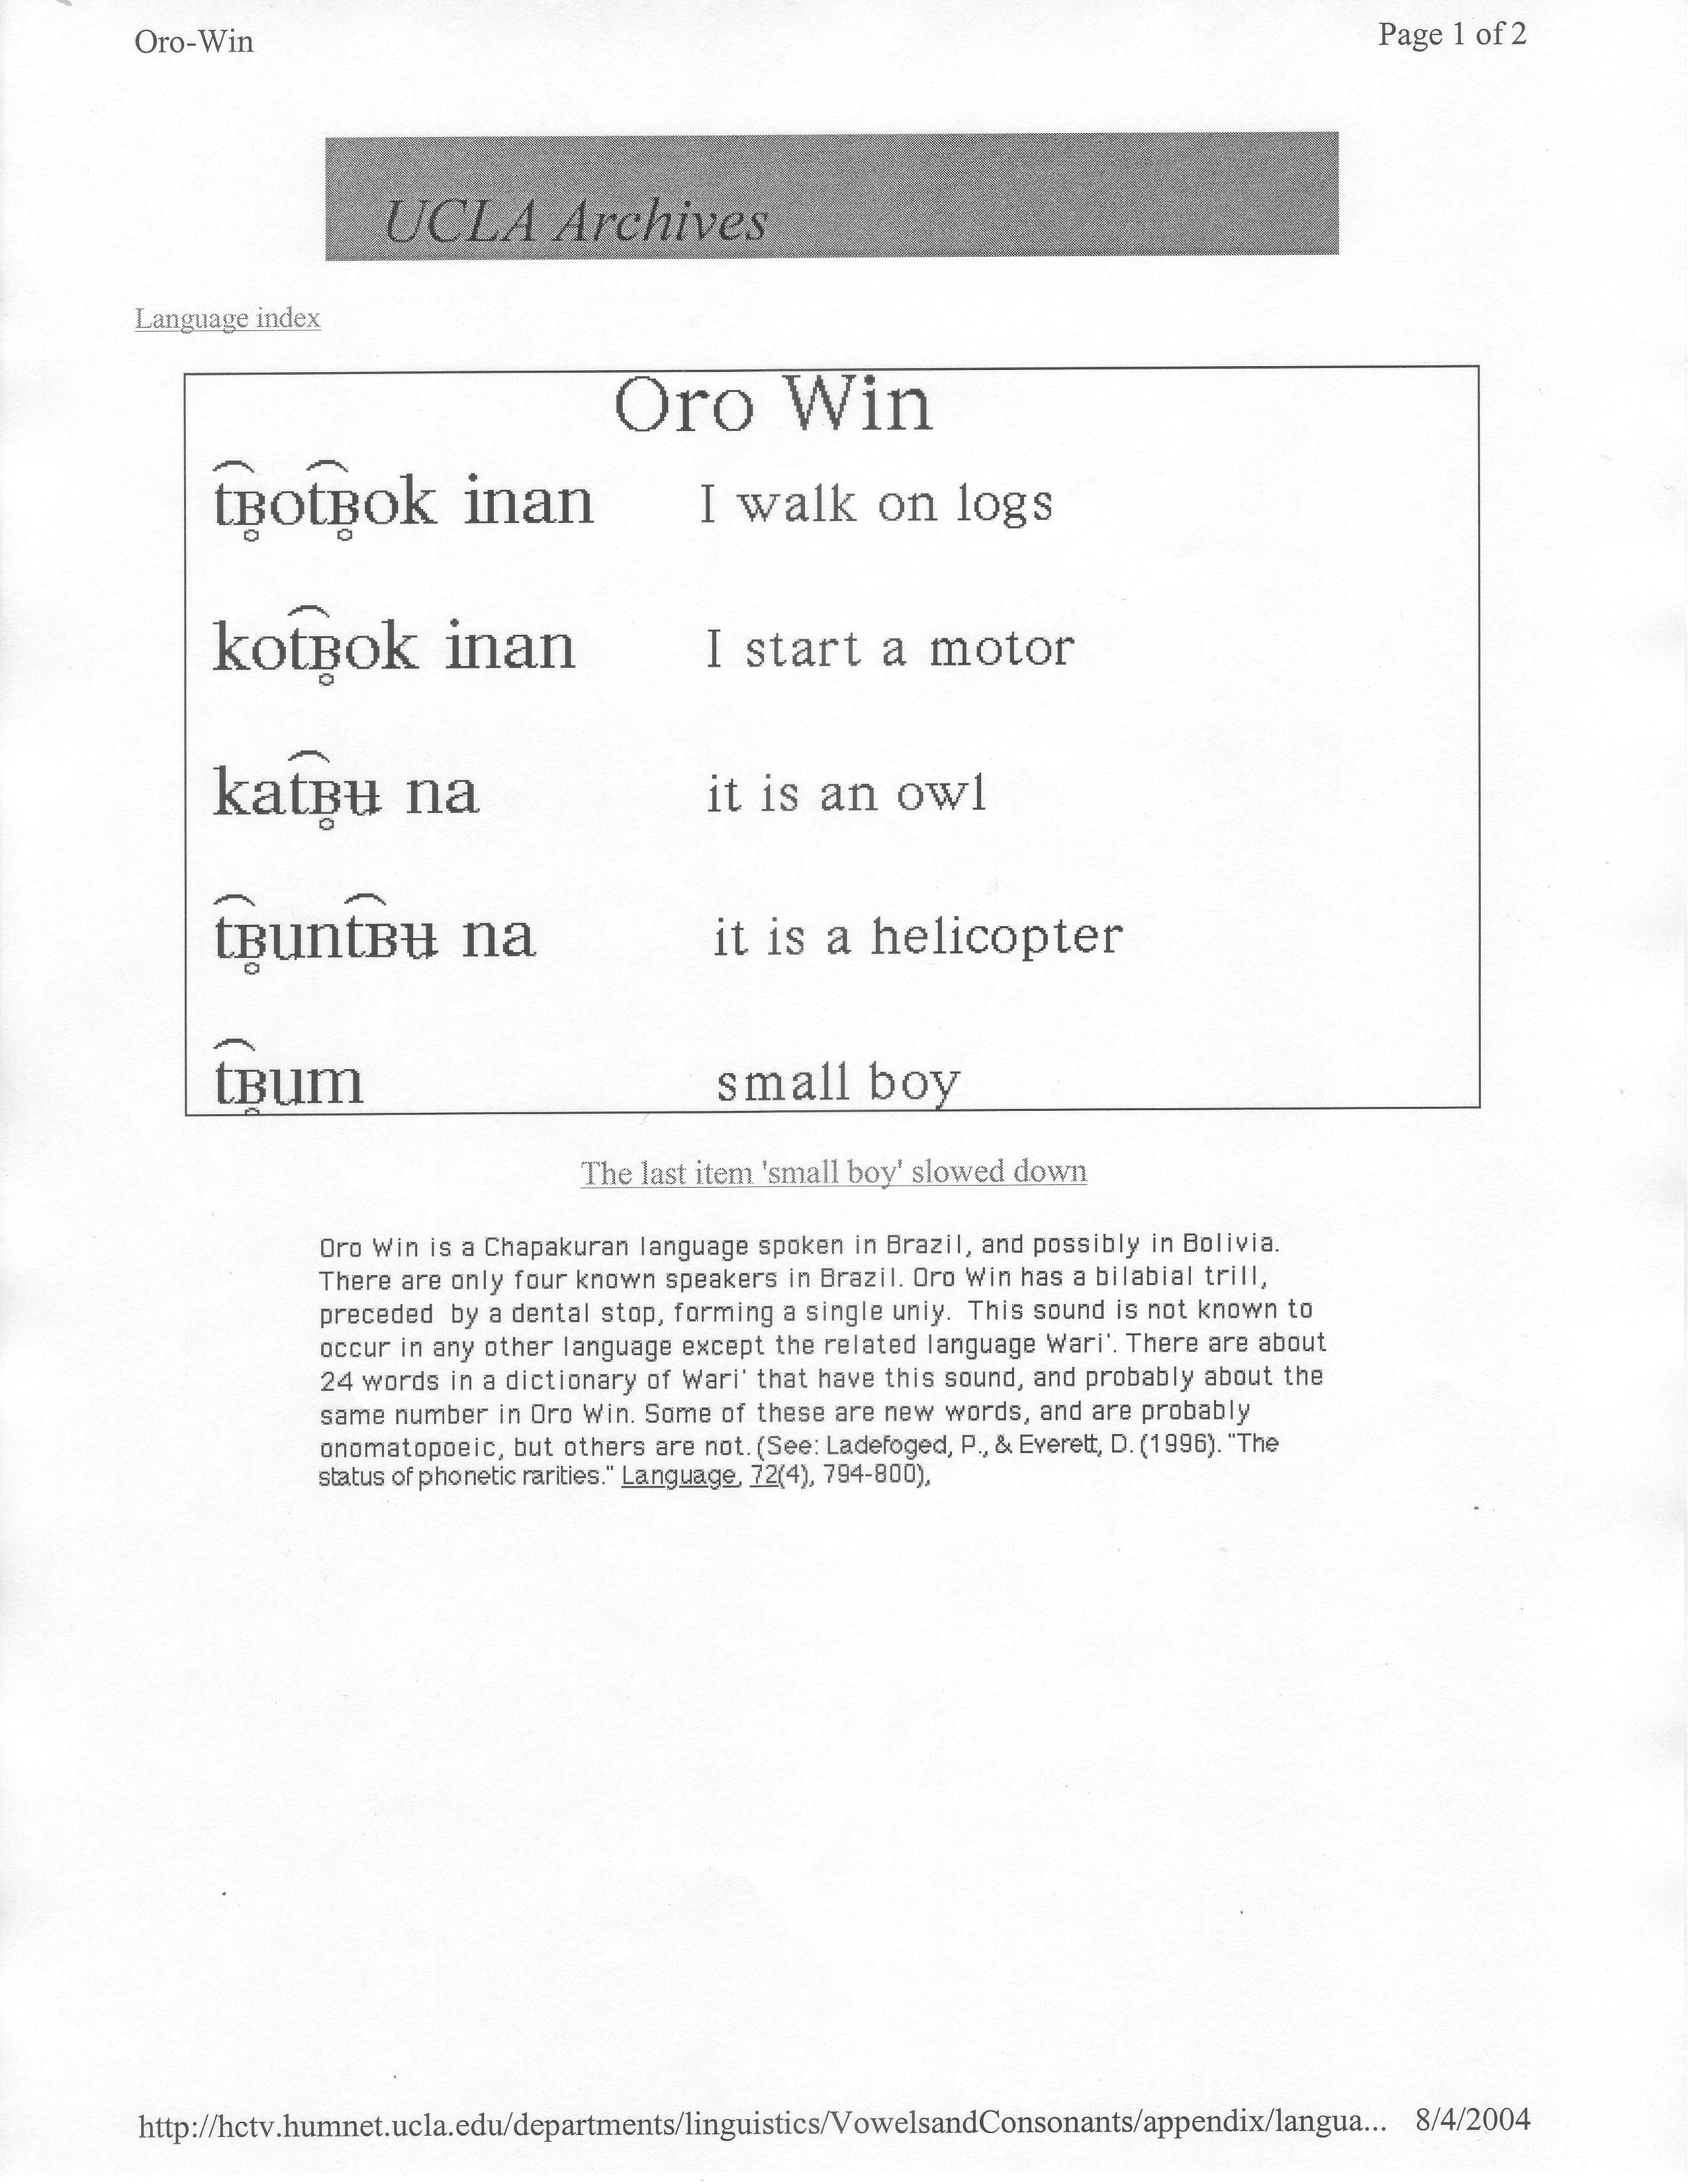 Oro-Win Page 1 of 2
UCLA Archives
Language index
Oro Win
t͡ʙ̥ot͡ʙ̥ok inan I walk on logs
kot͡ʙ̥ok inan I start a motor
kat͡ʙ̥ʉ na it is an owl
t͡ʙ̥unt͡ʙʉ na it is a helicopter
t͡ʙ̥um small boy
The last item 'small boy' slowed down
Oro Win is a Chapakuran language spoken in Brazil, and possibly in Bolivia.
There are only four known speakers in Brazil. Oro Win has a bilabial trill,
preceded by a dental stop, forming a single uniy. This sound is not known to
occur in any other language except the related language Wari'. There are about
24 words in a dictionary of Wari' that have this sound, and probably about the
same number in Oro Win. Some of these are new words, and are probably
onomatopoeic, but others are not. (See: Ladefoged, P., & Everett, D. (1996). "The
status of phonetic rarities." Language, 72(4), 794-800),
http://hctv.humnet.ucla.edu/departments/linguistics/VowelsandConsonants/appendix/langua... 8/4/2004